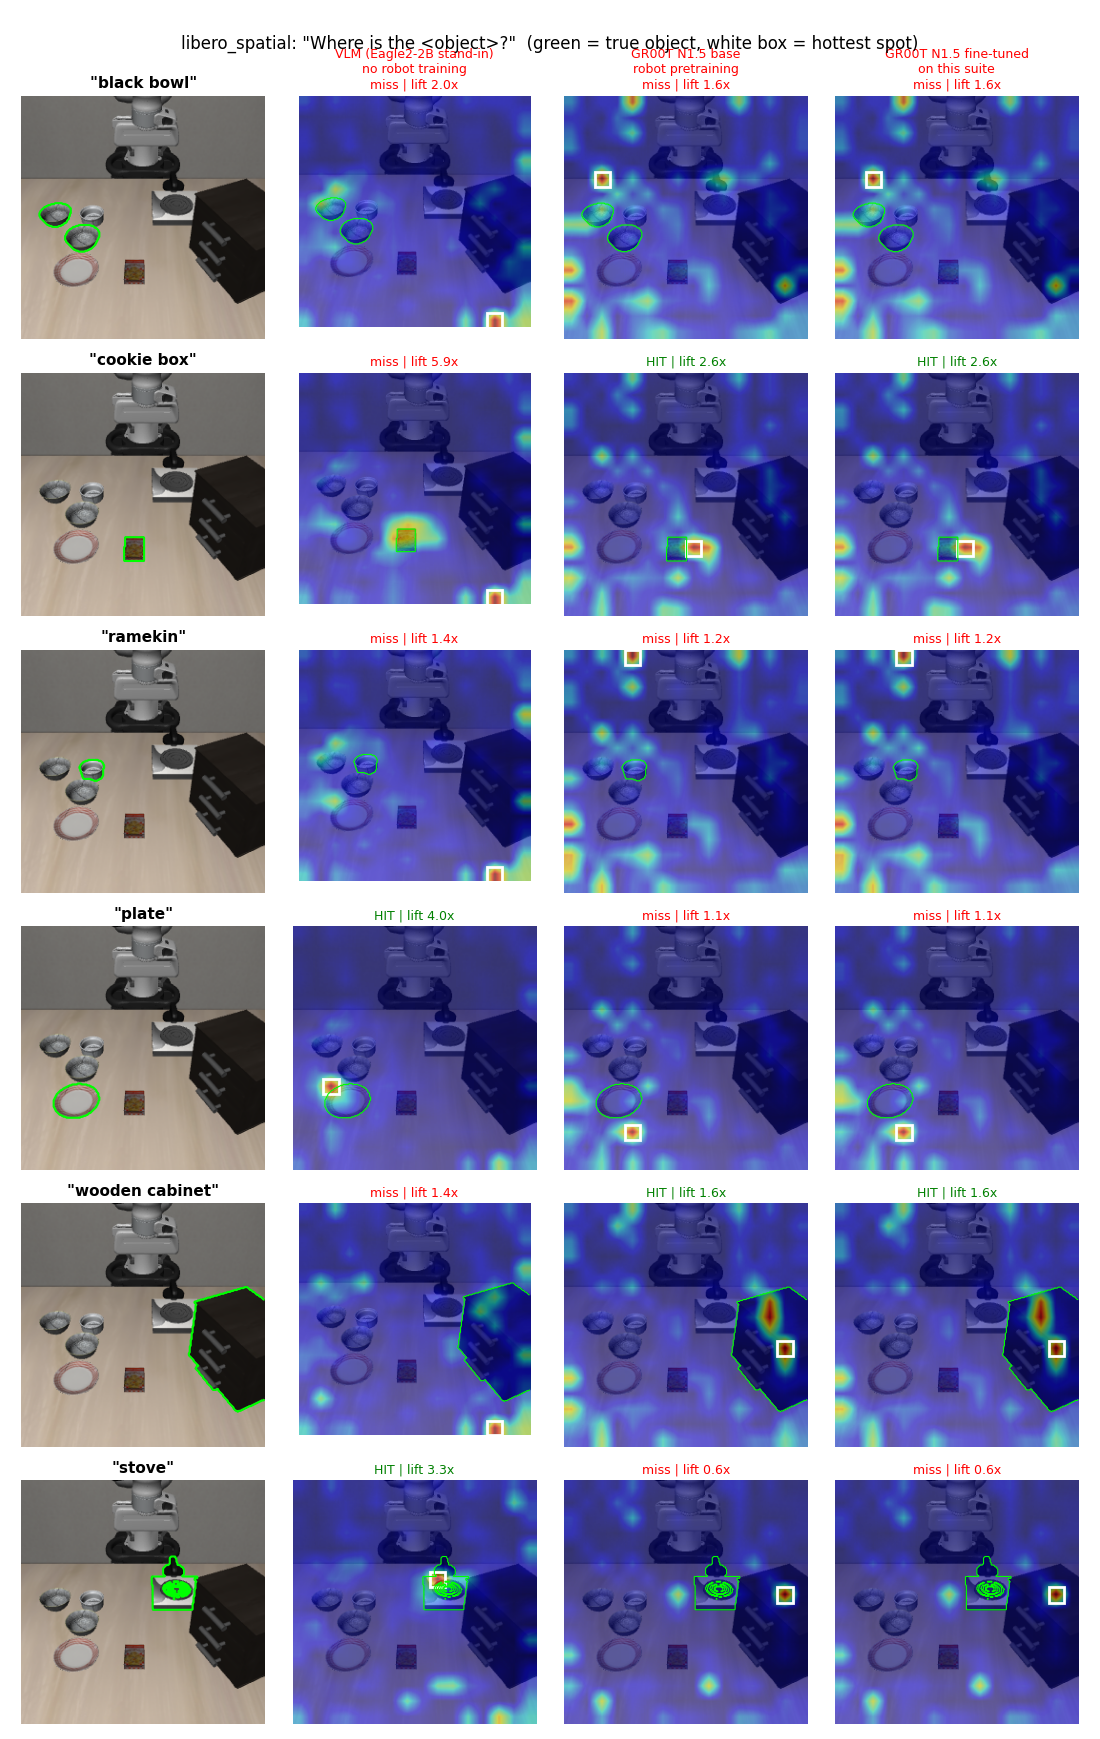 libero_spatial: "Where is the <object>?"  (green = true object, white box = hottest spot)
VLM (Eagle2-2B stand-in)
no robot training
miss | lift 2.0x
GR00T N1.5 base
robot pretraining
miss | lift 1.6x
GR00T N1.5 fine-tuned
on this suite
miss | lift 1.6x
"black bowl"
"cookie box"
miss | lift 5.9x
HIT | lift 2.6x
HIT | lift 2.6x
"ramekin"
miss | lift 1.4x
miss | lift 1.2x
miss | lift 1.2x
"plate"
HIT | lift 4.0x
miss | lift 1.1x
miss | lift 1.1x
"wooden cabinet"
miss | lift 1.4x
HIT | lift 1.6x
HIT | lift 1.6x
"stove"
HIT | lift 3.3x
miss | lift 0.6x
miss | lift 0.6x